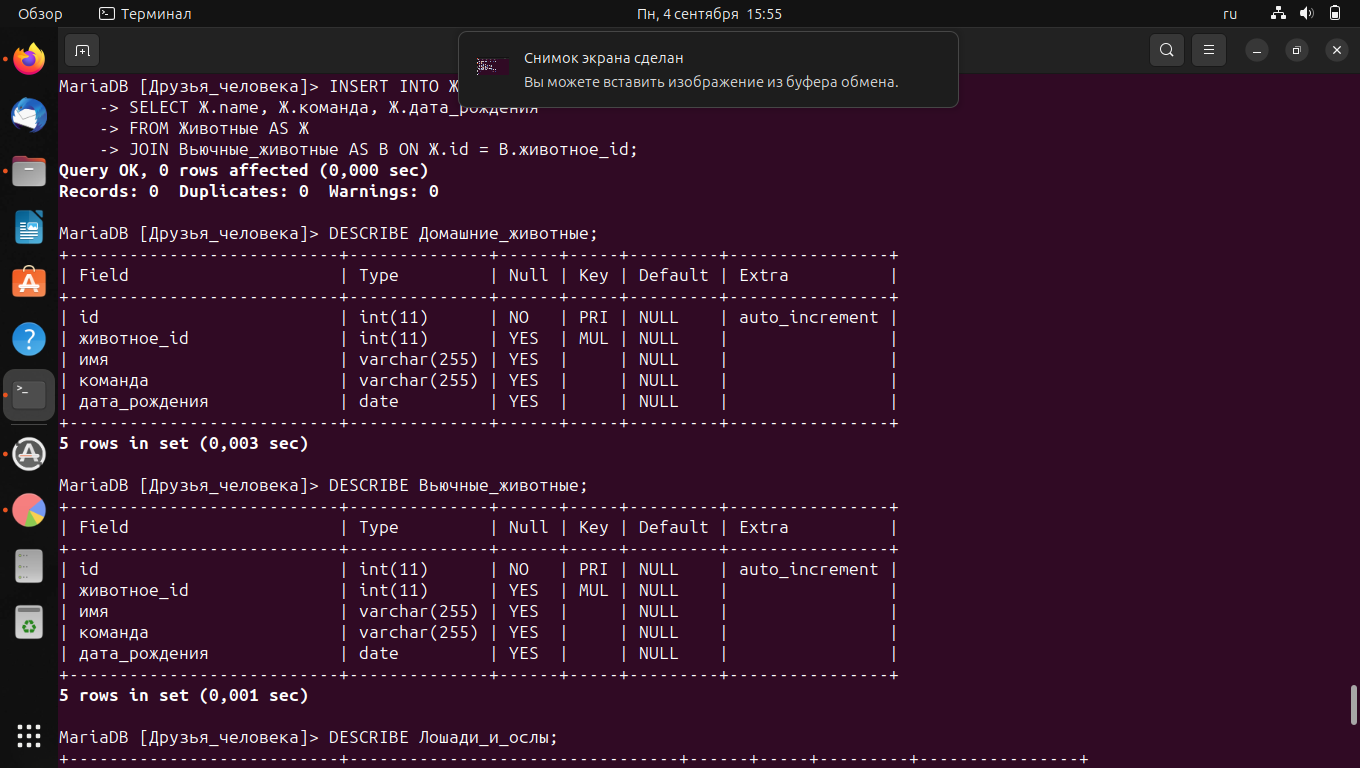 Обзор Терминал Пн, 4 сентября 15:55 ru
Снимок экрана сделан
Вы можете вставить изображение из буфера обмена.
MariaDB [Друзья_человека]> INSERT INTO
-> SELECT Ж.name, Ж.команда, Ж.дата_рождения
-> FROM Животные AS Ж
-> JOIN Вьючные_животные AS В ON Ж.id = В.животное_id;
Query OK, 0 rows affected (0,000 sec)
Records: 0  Duplicates: 0  Warnings: 0
MariaDB [Друзья_человека]> DESCRIBE Домашние_животные;
+---------------------------+--------------+------+-----+---------+----------------+
| Field                     | Type         | Null | Key | Default | Extra          |
+---------------------------+--------------+------+-----+---------+----------------+
| id                        | int(11)      | NO   | PRI | NULL    | auto_increment |
| животное_id               | int(11)      | YES  | MUL | NULL    |                |
| имя                       | varchar(255) | YES  |     | NULL    |                |
| команда                   | varchar(255) | YES  |     | NULL    |                |
| дата_рождения             | date         | YES  |     | NULL    |                |
+---------------------------+--------------+------+-----+---------+----------------+
5 rows in set (0,003 sec)
MariaDB [Друзья_человека]> DESCRIBE Вьючные_животные;
+---------------------------+--------------+------+-----+---------+----------------+
| Field                     | Type         | Null | Key | Default | Extra          |
+---------------------------+--------------+------+-----+---------+----------------+
| id                        | int(11)      | NO   | PRI | NULL    | auto_increment |
| животное_id               | int(11)      | YES  | MUL | NULL    |                |
| имя                       | varchar(255) | YES  |     | NULL    |                |
| команда                   | varchar(255) | YES  |     | NULL    |                |
| дата_рождения             | date         | YES  |     | NULL    |                |
+---------------------------+--------------+------+-----+---------+----------------+
5 rows in set (0,001 sec)
MariaDB [Друзья_человека]> DESCRIBE Лошади_и_ослы;
+---------------------------+---------------------------------+------+-----+---------+----------------+